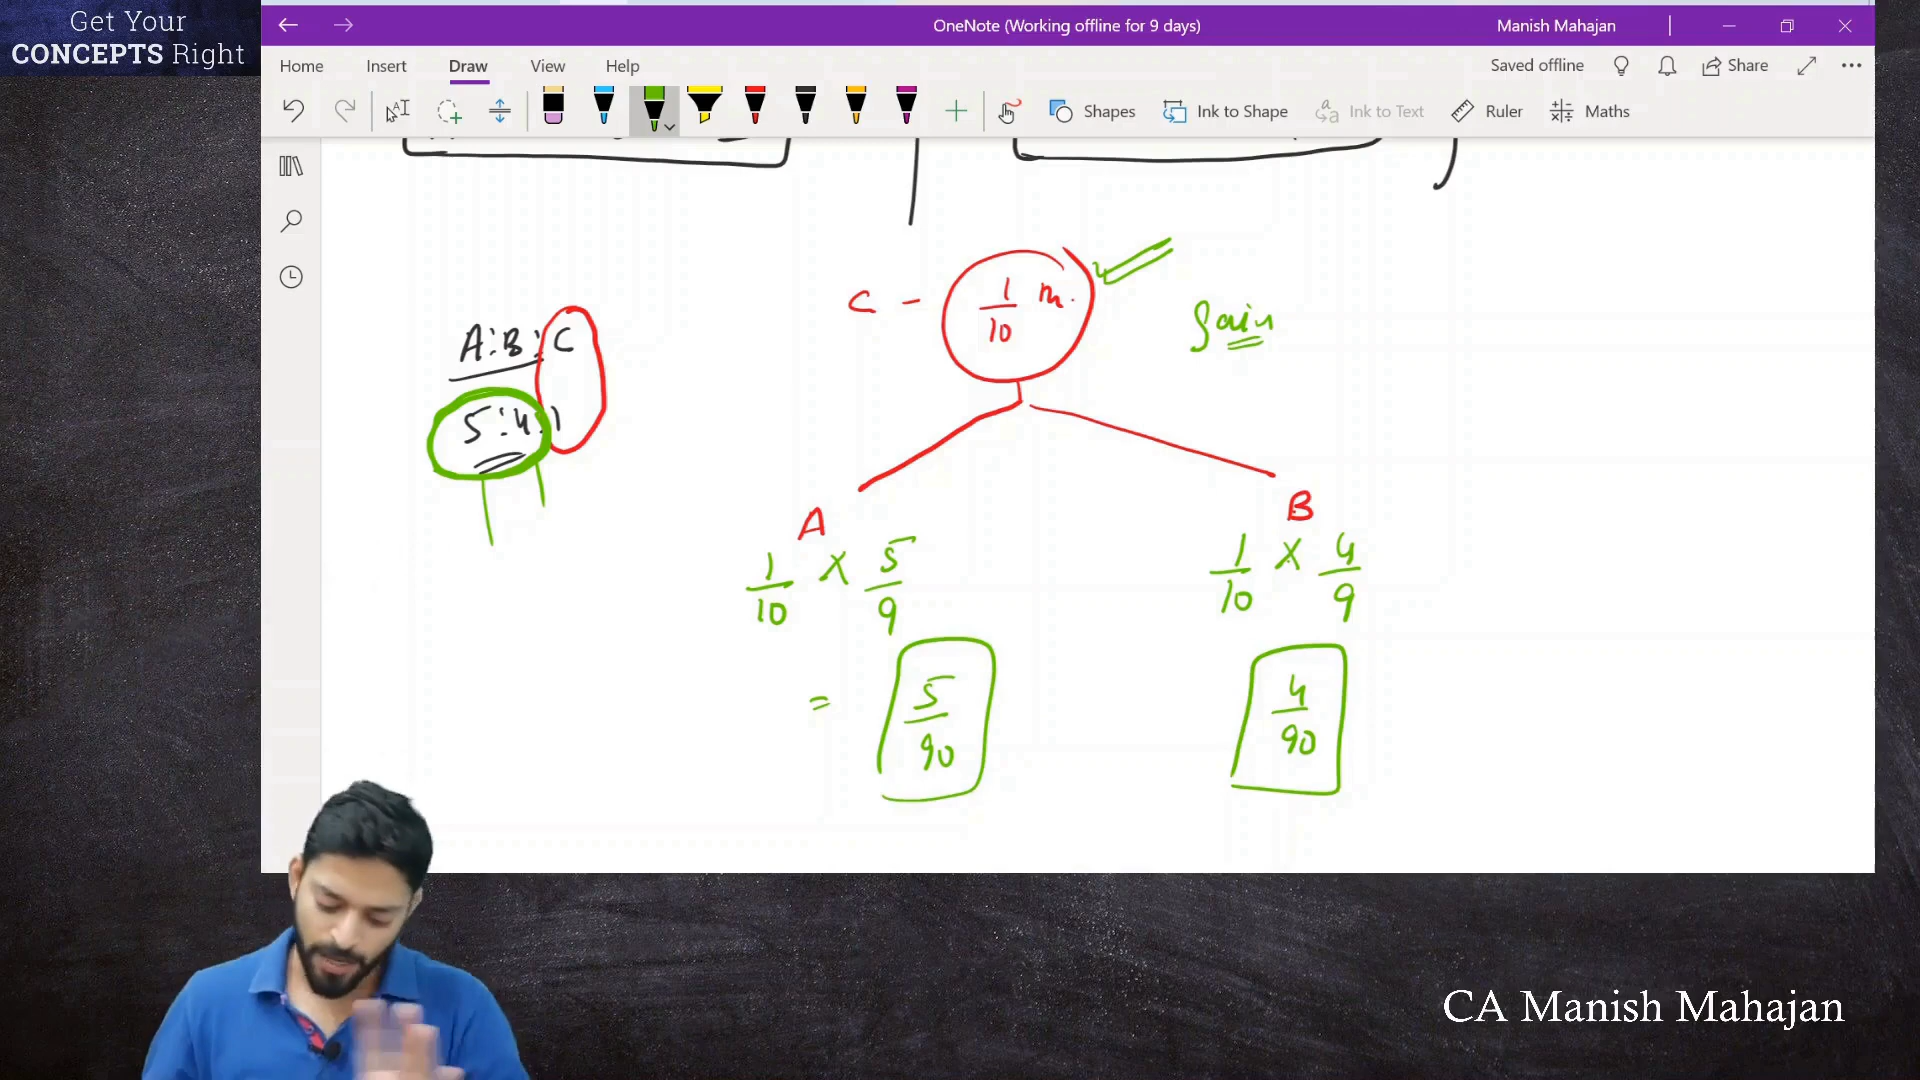 Get Your
CONCEPTS Right
OneNote (Working offline for 9 days)
Manish Mahajan
Home Insert Draw View Help
Saved offline
Share
Shapes
Ink to Shape
Ink to Text
Ruler
Maths
C - 1/10 
Gain
A:B:C
5:4:1
A
B
1/10 X 5/9
1/10 X 4/9
= 5/90
4/90
CA Manish Mahajan